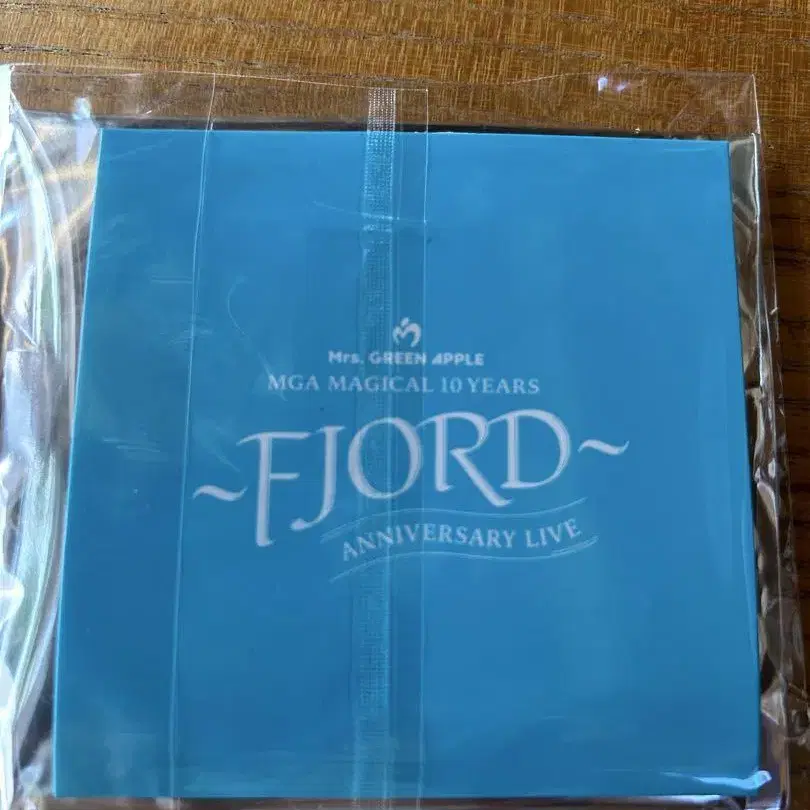 Mrs. GREEN APPLE
MGA MAGICAL 10 YEARS
~FJORD~
ANNIVERSARY LIVE